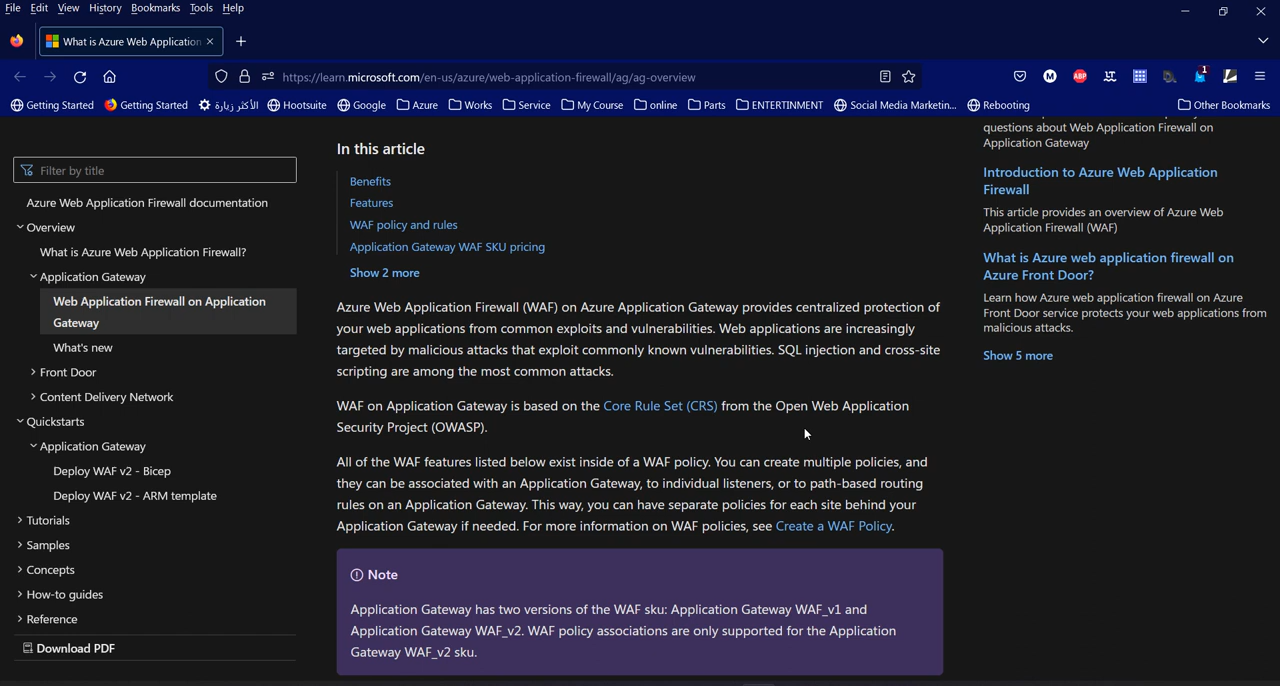 File Edit View History Bookmarks Tools Help
What is Azure Web Application
https://learn.microsoft.com/en-us/azure/web-application-firewall/ag/ag-overview
M ABP LT 1
Getting Started Getting Started الأكثر زيارة Hootsuite Google Azure Works Service My Course online Parts ENTERTINMENT Social Media Marketin... Rebooting Other Bookmarks
Filter by title
Azure Web Application Firewall documentation
Overview
What is Azure Web Application Firewall?
Application Gateway
Web Application Firewall on Application
Gateway
What's new
Front Door
Content Delivery Network
Quickstarts
Application Gateway
Deploy WAF v2 - Bicep
Deploy WAF v2 - ARM template
Tutorials
Samples
Concepts
How-to guides
Reference
Download PDF
In this article
Benefits
Features
WAF policy and rules
Application Gateway WAF SKU pricing
Show 2 more
Azure Web Application Firewall (WAF) on Azure Application Gateway provides centralized protection of
your web applications from common exploits and vulnerabilities. Web applications are increasingly
targeted by malicious attacks that exploit commonly known vulnerabilities. SQL injection and cross-site
scripting are among the most common attacks.
WAF on Application Gateway is based on the Core Rule Set (CRS) from the Open Web Application
Security Project (OWASP).
All of the WAF features listed below exist inside of a WAF policy. You can create multiple policies, and
they can be associated with an Application Gateway, to individual listeners, or to path-based routing
rules on an Application Gateway. This way, you can have separate policies for each site behind your
Application Gateway if needed. For more information on WAF policies, see Create a WAF Policy.
Note
Application Gateway has two versions of the WAF sku: Application Gateway WAF_v1 and
Application Gateway WAF_v2. WAF policy associations are only supported for the Application
Gateway WAF_v2 sku.
questions about Web Application Firewall on
Application Gateway
Introduction to Azure Web Application
Firewall
This article provides an overview of Azure Web
Application Firewall (WAF)
What is Azure web application firewall on
Azure Front Door?
Learn how Azure web application firewall on Azure
Front Door service protects your web applications from
malicious attacks.
Show 5 more